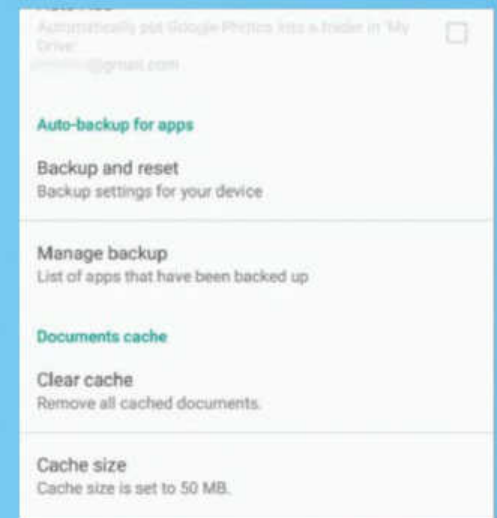 Automatically put Google Photos into a folder in 'My
Drive'
@gmail.com
Auto-backup for apps
Backup and reset
Backup settings for your device
Manage backup
List of apps that have been backed up
Documents cache
Clear cache
Remove all cached documents.
Cache size
Cache size is set to 50 MB.